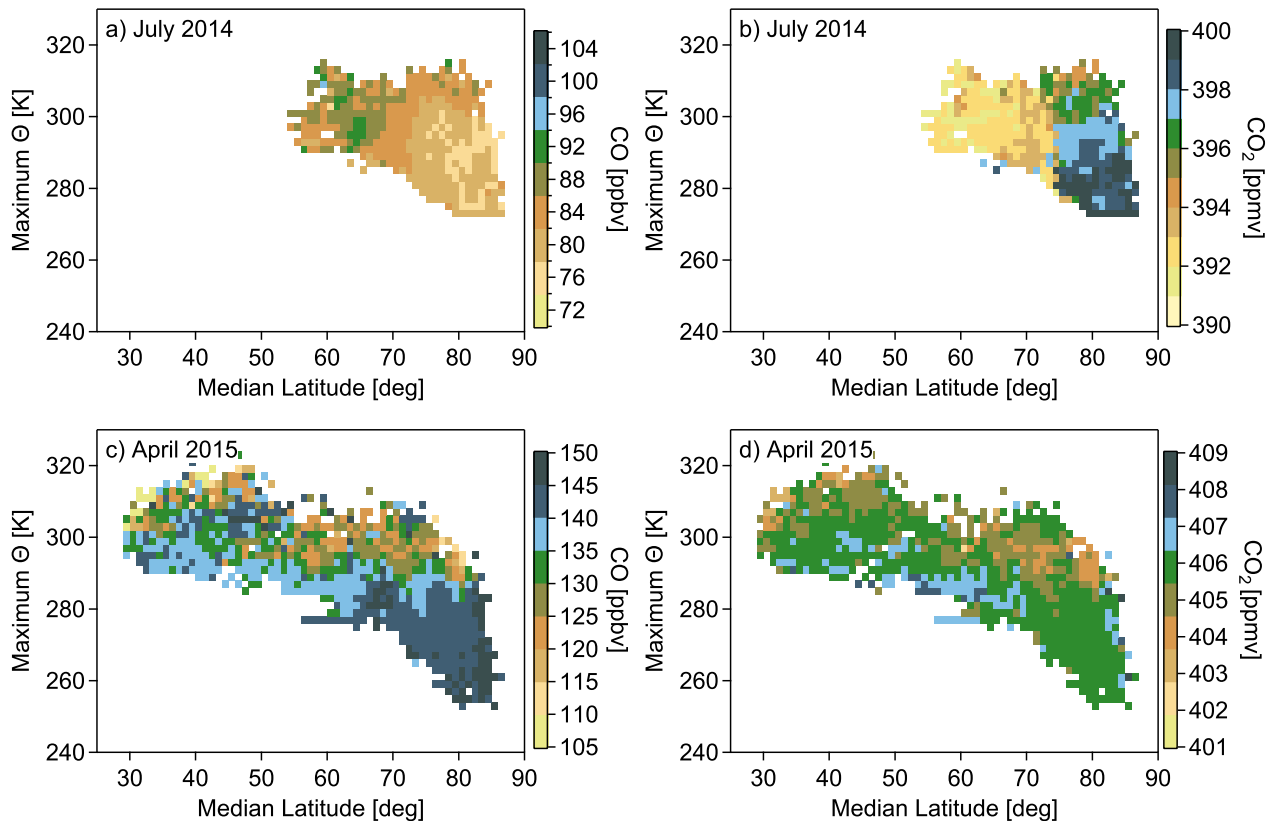 a) July 2014
320
300
280
260
240
Maximum Θ [K]
30 40 50 60 70 80 90
Median Latitude [deg]
104
100
96
92
88
84
80
76
72
CO [ppbv]
b) July 2014
320
300
280
260
240
Maximum Θ [K]
30 40 50 60 70 80 90
Median Latitude [deg]
400
398
396
394
392
390
CO₂ [ppmv]
c) April 2015
320
300
280
260
240
Maximum Θ [K]
30 40 50 60 70 80 90
Median Latitude [deg]
150
145
140
135
130
125
120
115
110
105
CO [ppbv]
d) April 2015
320
300
280
260
240
Maximum Θ [K]
30 40 50 60 70 80 90
Median Latitude [deg]
409
408
407
406
405
404
403
402
401
CO₂ [ppmv]